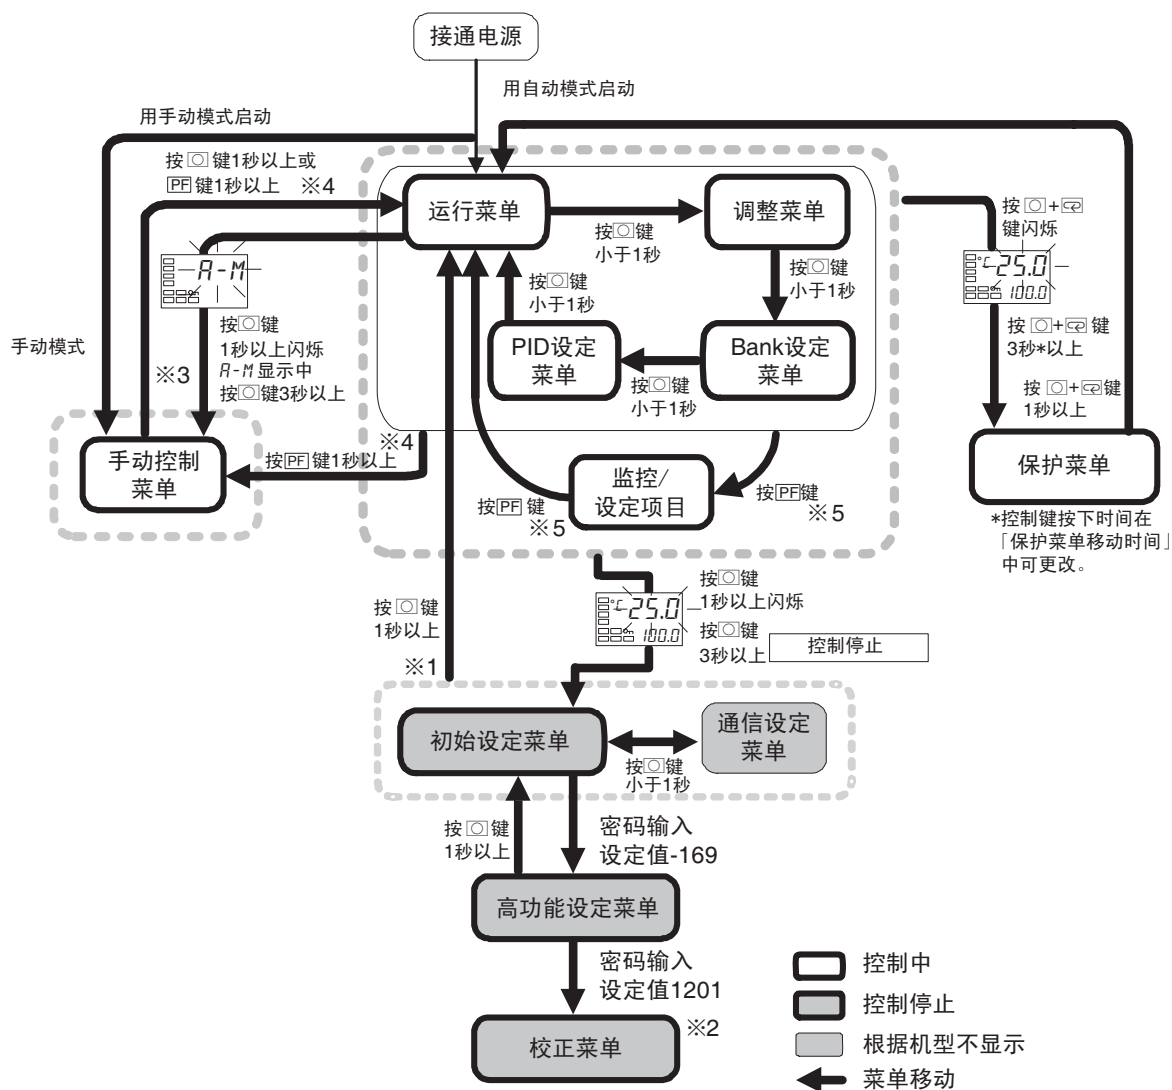 接通电源
用自动模式启动
用手动模式启动
按 键1秒以上或
PF 键1秒以上 ※4
运行菜单
按 键
小于1秒
调整菜单
按 + 
键闪烁
A-M
°C 25.0
100.0
按 键
小于1秒
按 键
小于1秒
按 键
1秒以上闪烁
A-M显示中
按 键3秒以上
手动模式
※3
PID设定
菜单
按 键
小于1秒
Bank设定
菜单
按 + 键
3秒*以上
按 + 键
1秒以上
手动控制
菜单
按PF 键1秒以上
※4
监控/
设定项目
按PF 键
※5
按PF键
※5
保护菜单
*控制键按下时间在
「保护菜单移动时间」
中可更改。
按 键
1秒以上
※1
°C 25.0
100.0
按 键
1秒以上闪烁
按 键
3秒以上
控制停止
初始设定菜单
按 键
小于1秒
通信设定
菜单
按 键
1秒以上
密码输入
设定值-169
高功能设定菜单
密码输入
设定值1201
校正菜单
※2
控制中
控制停止
根据机型不显示
菜单移动